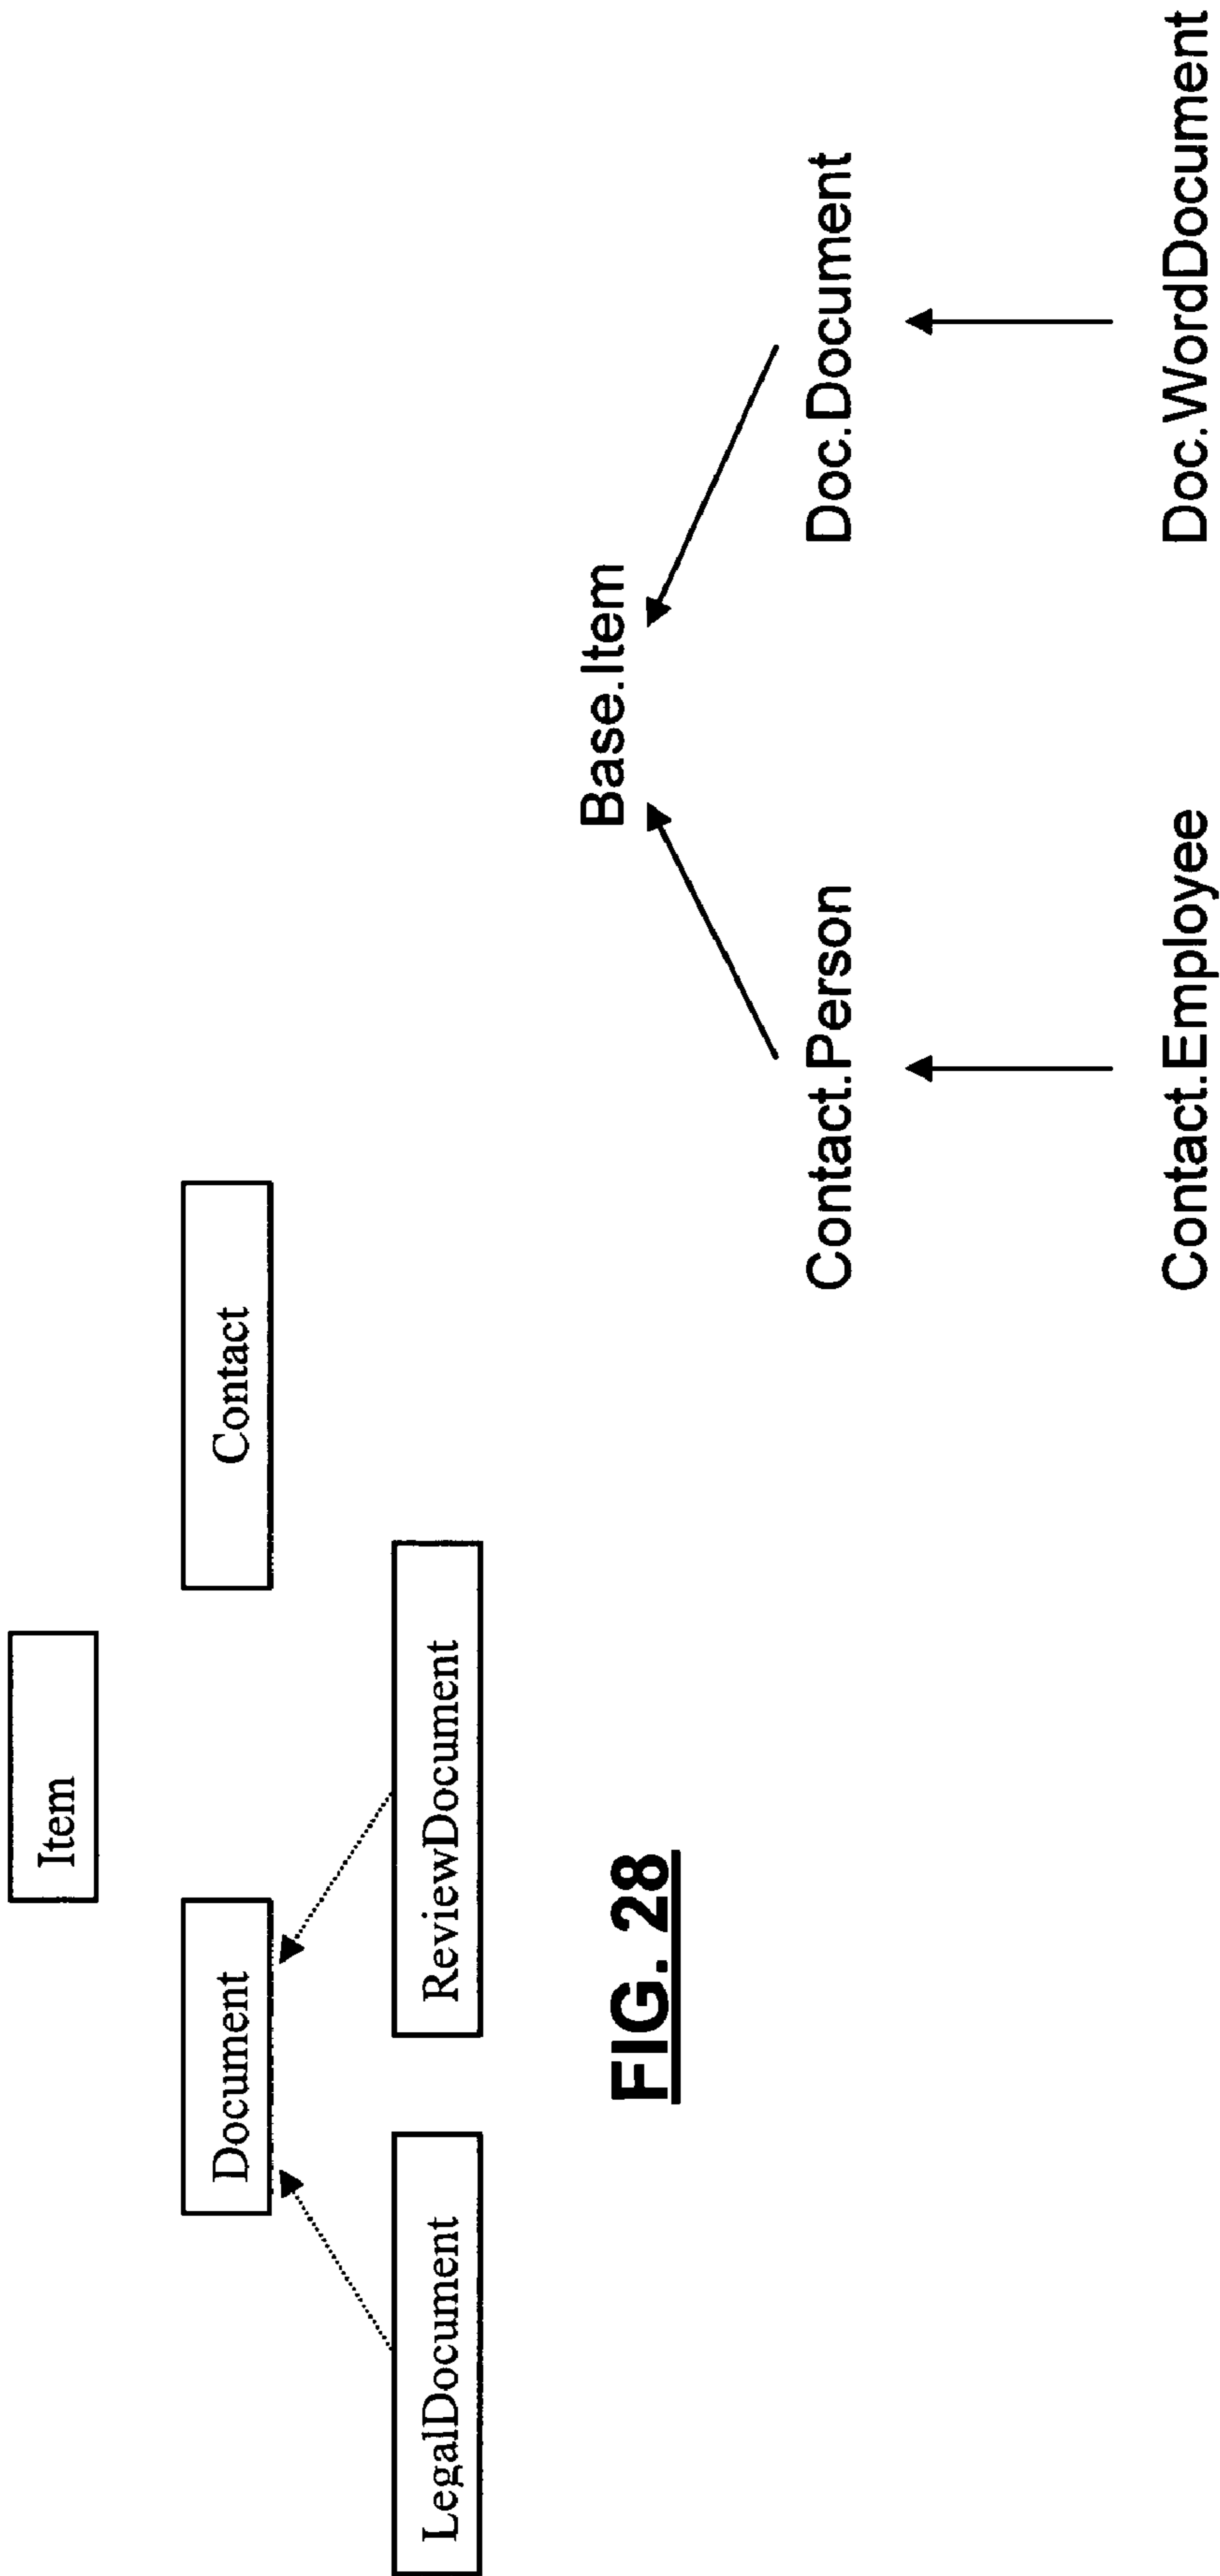 Item
Document
Contact
LegalDocument
ReviewDocument
FIG. 28
Base.Item
Contact.Person
Doc.Document
Contact.Employee
Doc.WordDocument